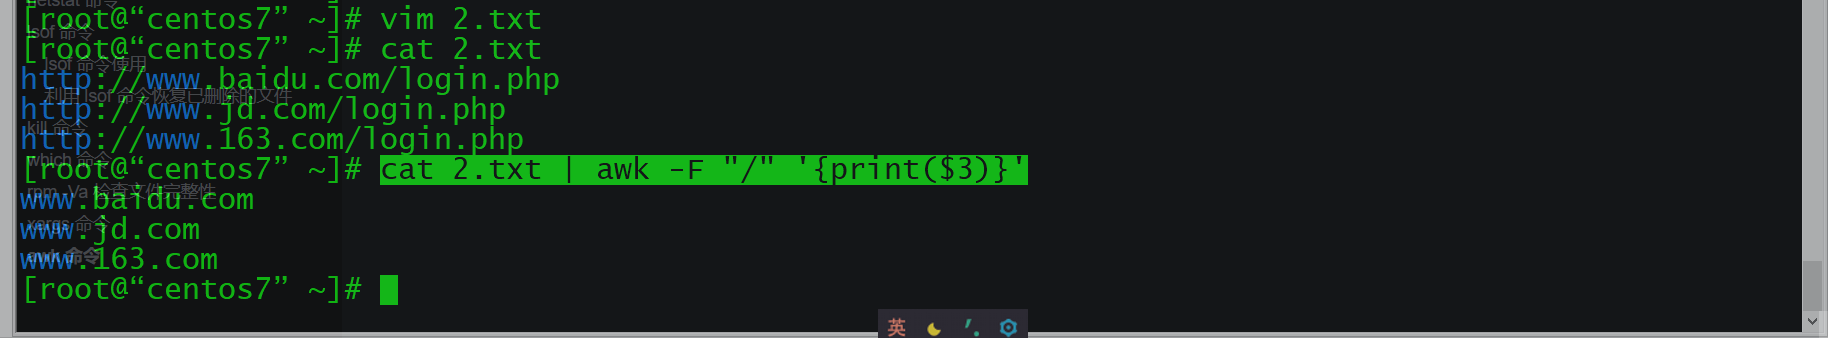 netstat 命令
[root@“centos7” ~]# vim 2.txt
lsof 命令
[root@“centos7” ~]# cat 2.txt
lsof 命令使用
http://www.baidu.com/login.php
利用 lsof 命令恢复已删除的文件
http://www.jd.com/login.php
kill 命令
http://www.163.com/login.php
which 命令
[root@“centos7” ~]# cat 2.txt | awk -F "/" '{print($3)}'
rpm -Va 检查文件完整性
www.baidu.com
xargs 命令
www.jd.com
awk 命令
www.163.com
[root@“centos7” ~]#
英